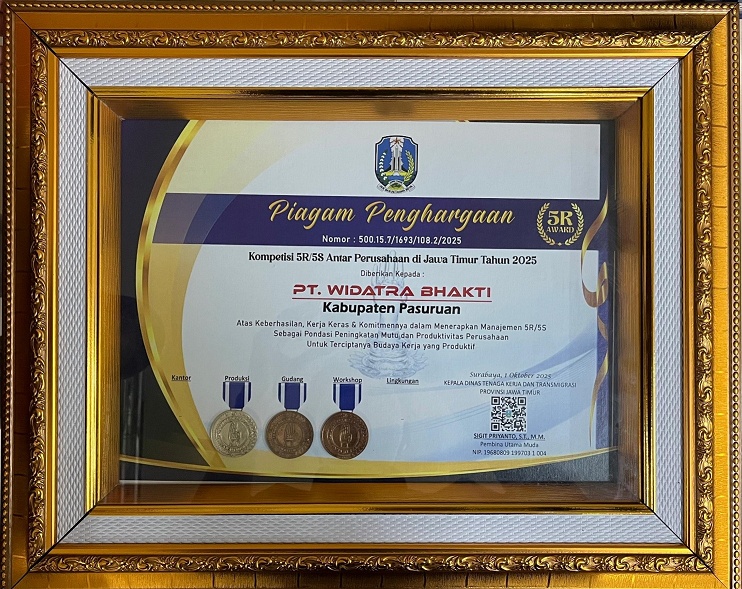 Piagam Penghargaan
5R
AWARD
Nomor : 500.15.7/1693/108.2/2025
Kompetisi 5R/5S Antar Perusahaan di Jawa Timur Tahun 2025
Diberikan Kepada :
PT. WIDATRA BHAKTI
Kabupaten Pasuruan
Atas Keberhasilan, Kerja Keras & Komitmennya dalam Menerapkan Manajemen 5R/5S
Sebagai Pondasi Peningkatan Mutu dan Produktivitas Perusahaan
Untuk Terciptanya Budaya Kerja yang Produktif
Kantor Produksi Gudang Workshop Lingkungan
Surabaya, 1 Oktober 2025
KEPALA DINAS TENAGA KERJA DAN TRANSMIGRASI
PROVINSI JAWA TIMUR
SIGIT PRIYANTO, S.T., M.M.
Pembina Utama Muda
NIP. 19680809 199703 1 004